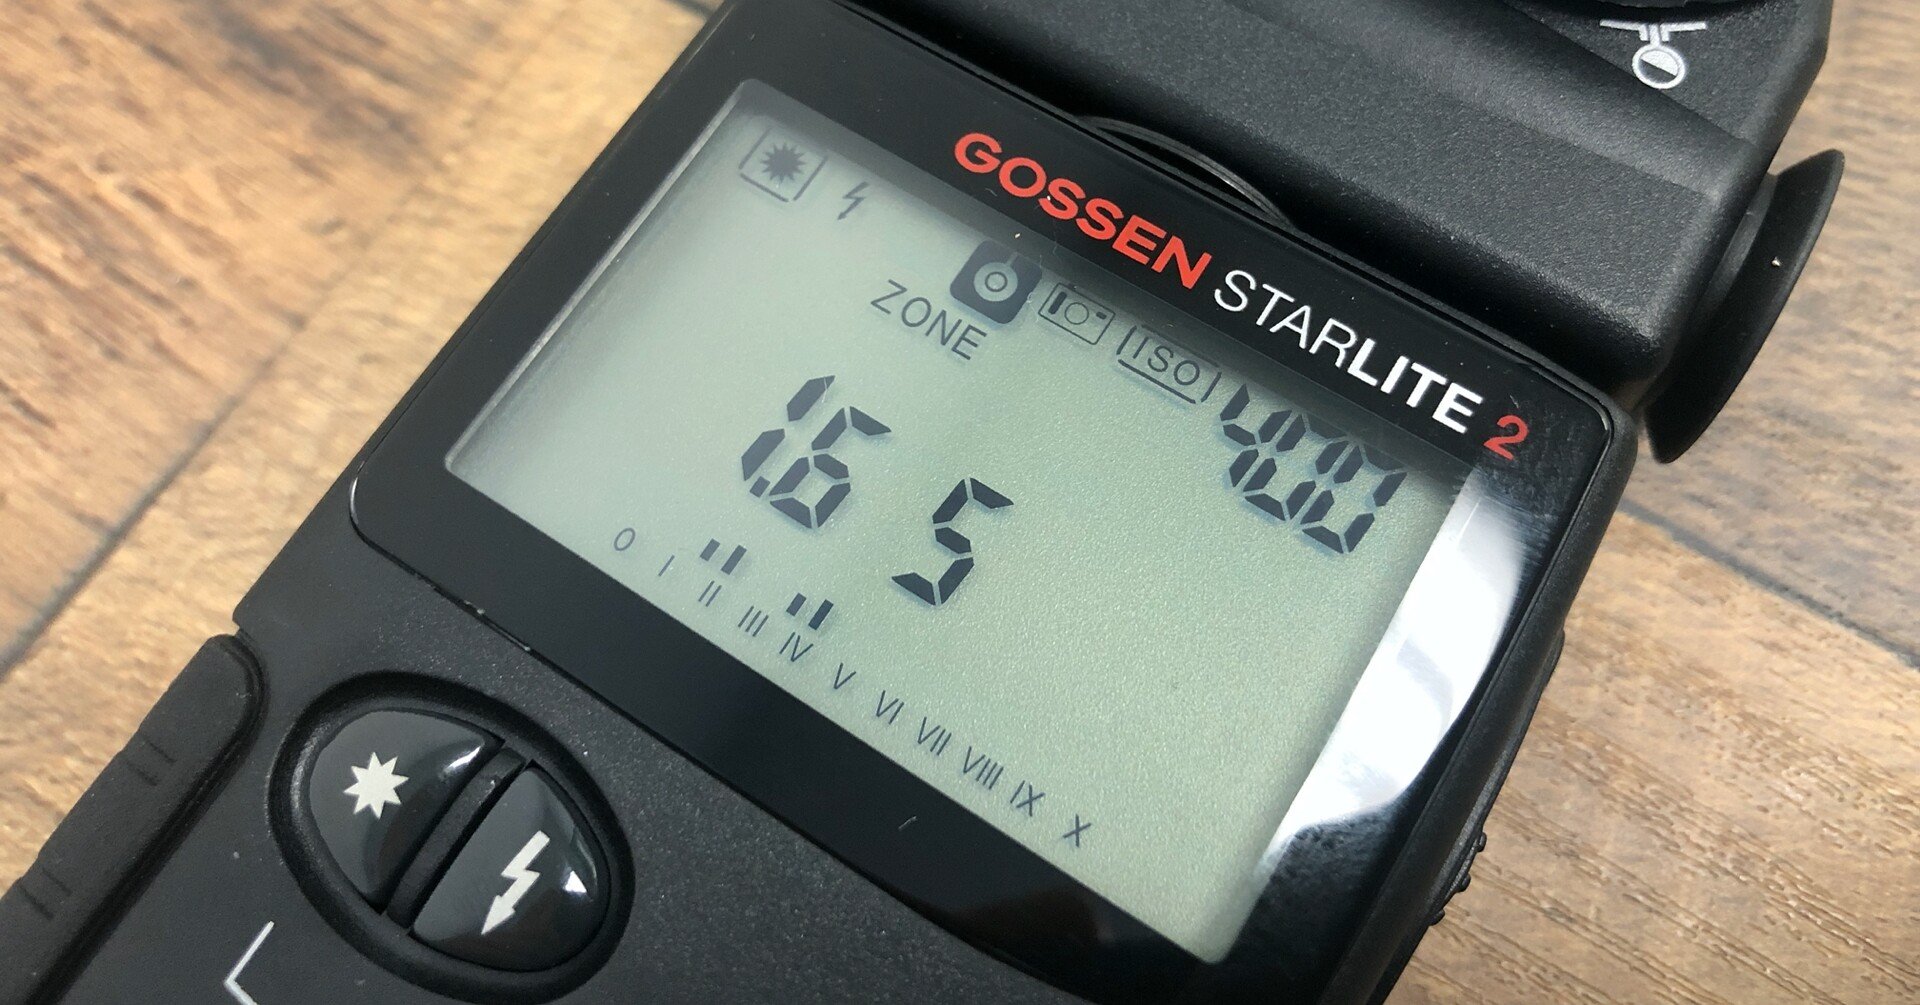 GOSSEN STARLITE 2
ZONE
ISO 400
1.6 5
0 I II III IV V VI VII VIII IX X